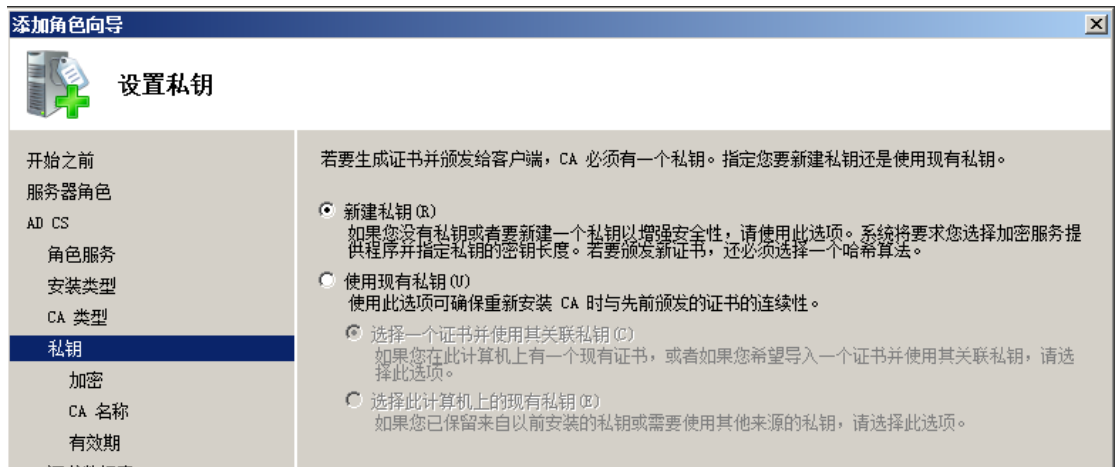 添加角色向导
设置私钥
开始之前
服务器角色
AD CS
角色服务
安装类型
CA 类型
私钥
加密
CA 名称
有效期
若要生成证书并颁发给客户端，CA 必须有一个私钥。指定您要新建私钥还是使用现有私钥。
新建私钥(R)
如果您没有私钥或者要新建一个私钥以增强安全性，请使用此选项。系统将要求您选择加密服务提
供程序并指定私钥的密钥长度。若要颁发新证书，还必须选择一个哈希算法。
使用现有私钥(U)
使用此选项可确保重新安装 CA 时与先前颁发的证书的连续性。
选择一个证书并使用其关联私钥(C)
如果您在此计算机上有一个现有证书，或者如果您希望导入一个证书并使用其关联私钥，请选
择此选项。
选择此计算机上的现有私钥(E)
如果您已保留来自以前安装的私钥或需要使用其他来源的私钥，请选择此选项。